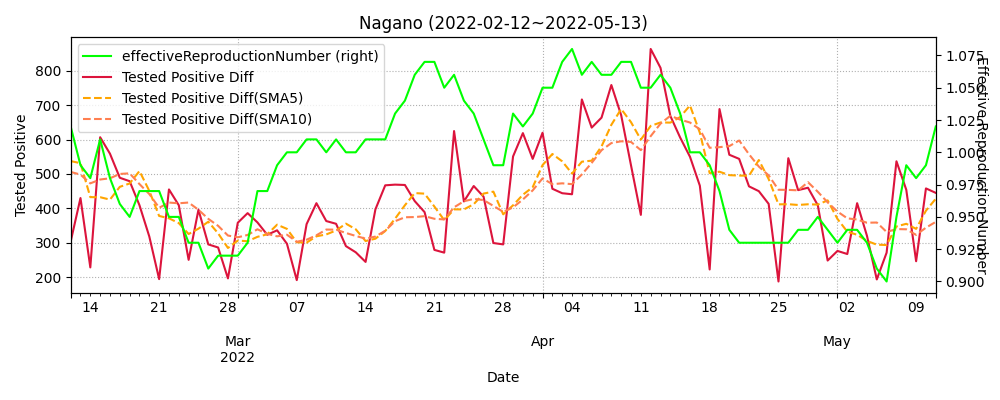 Nagano (2022-02-12~2022-05-13)
effectiveReproductionNumber (right)
Tested Positive Diff
Tested Positive Diff(SMA5)
Tested Positive Diff(SMA10)
Tested Positive
800
700
600
500
400
300
200
1.075
1.050
1.025
1.000
0.975
0.950
0.925
0.900
Effective Reproduction Number
14 21 28 07 14 21 28 04 11 18 25 02 09
Mar Apr May
2022
Date